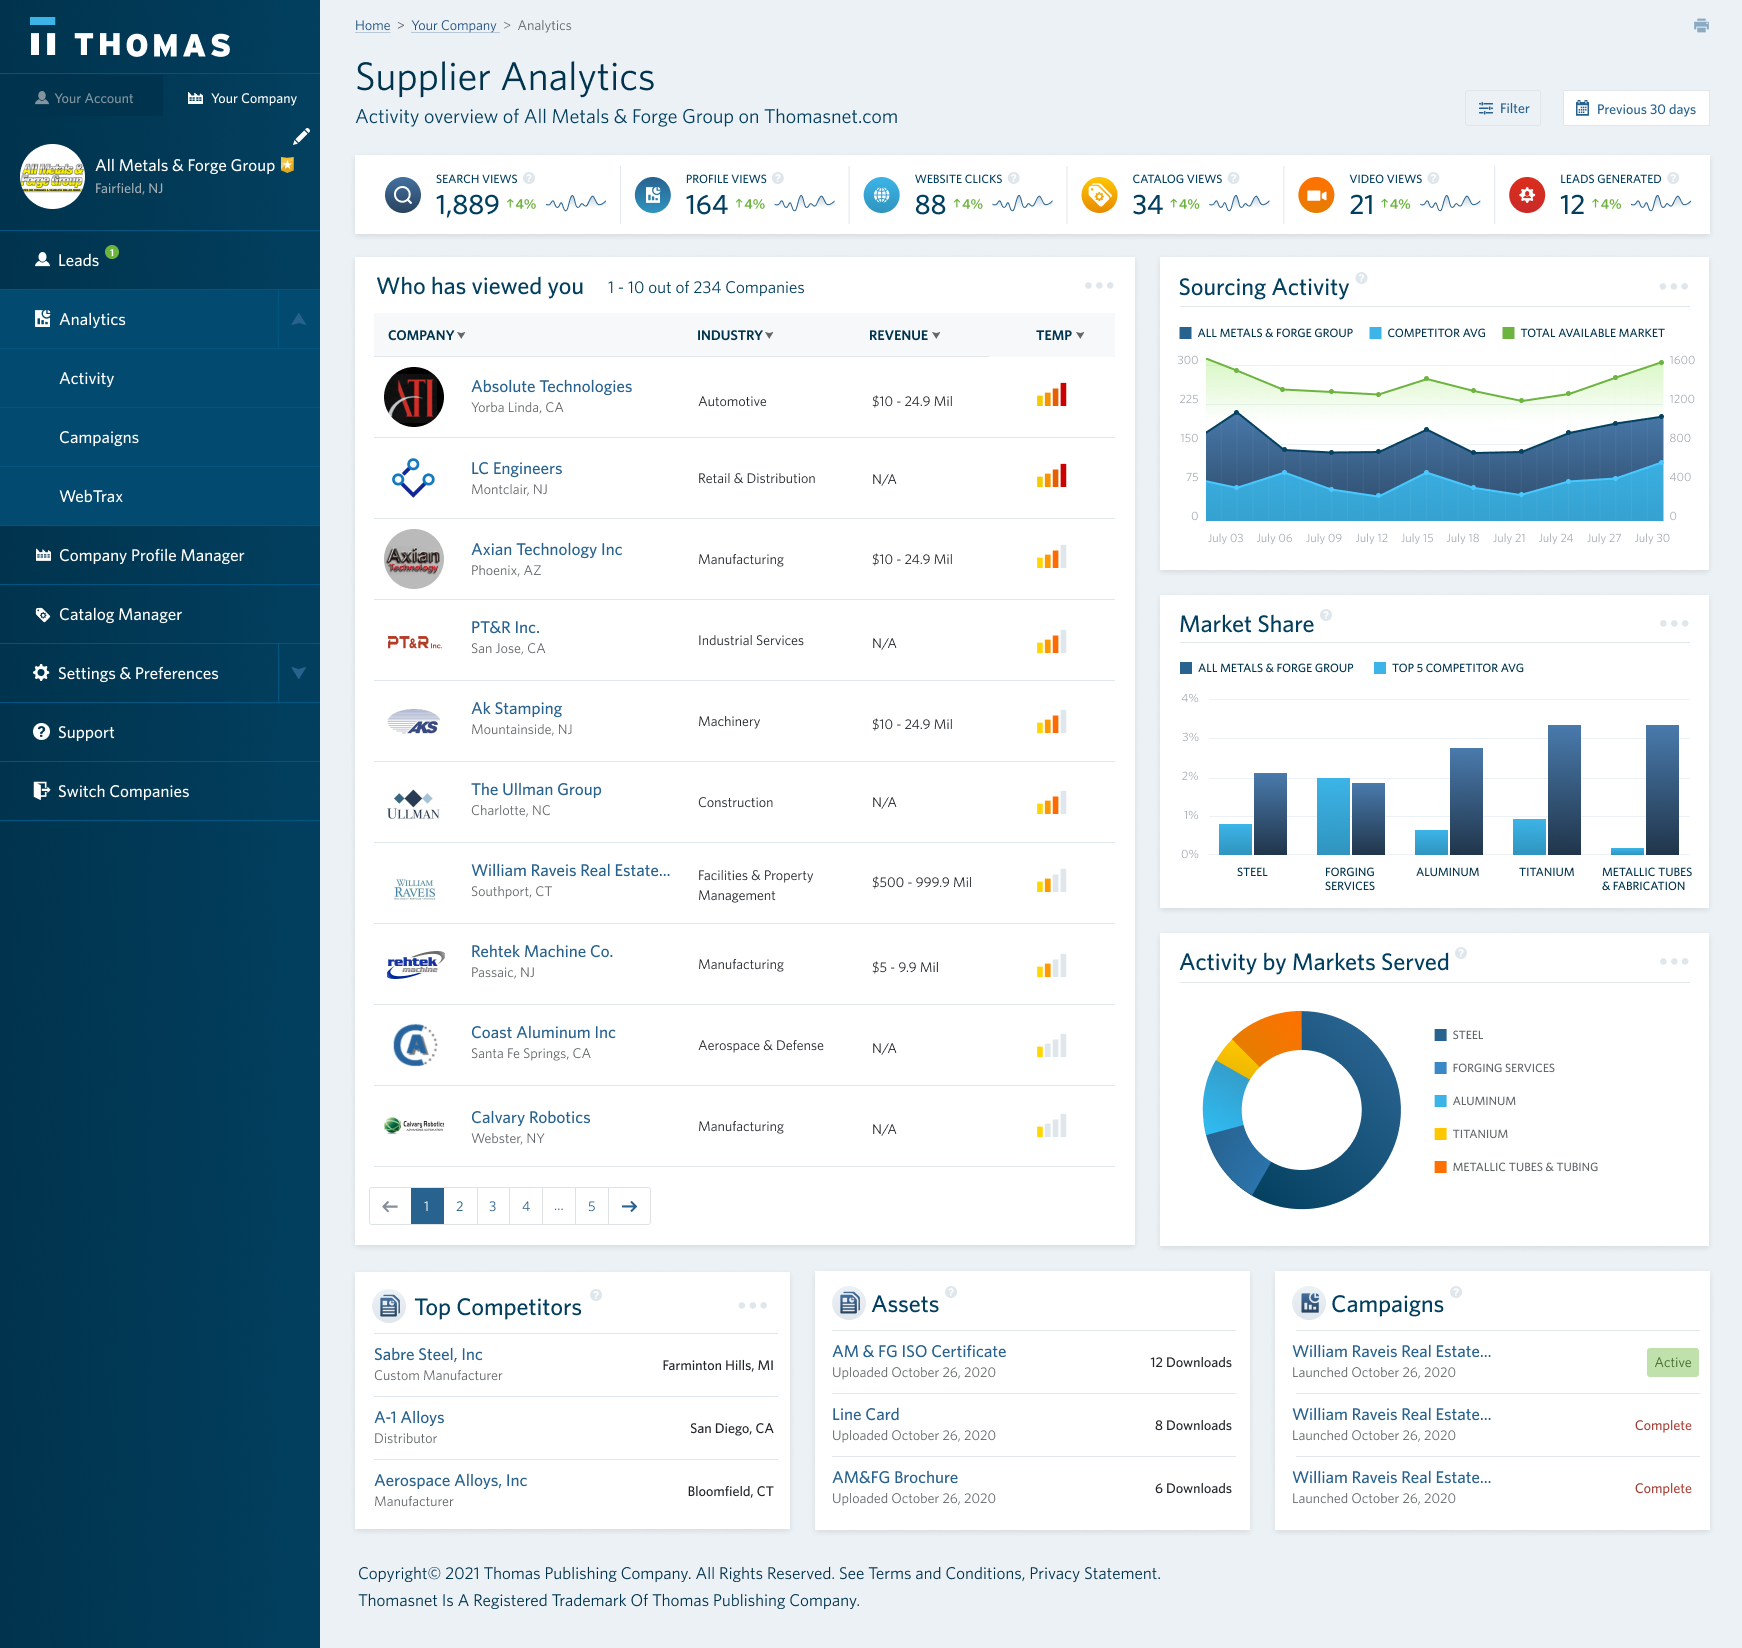 THOMAS
Your Account
Your Company
All Metals & Forge Group
All Metals & Forge Group
Fairfield, NJ
Leads 1
Analytics
Activity
Campaigns
WebTrax
Company Profile Manager
Catalog Manager
Settings & Preferences
Support
Switch Companies
Home > Your Company > Analytics
Supplier Analytics
Activity overview of All Metals & Forge Group on Thomasnet.com
Filter
Previous 30 days
SEARCH VIEWS ?
1,889 ↑4%
PROFILE VIEWS ?
164 ↑4%
WEBSITE CLICKS ?
88 ↑4%
CATALOG VIEWS ?
34 ↑4%
VIDEO VIEWS ?
21 ↑4%
LEADS GENERATED ?
12 ↑4%
Who has viewed you 1 - 10 out of 234 Companies
COMPANY INDUSTRY REVENUE TEMP
ATI
Absolute Technologies
Yorba Linda, CA
Automotive
$10 - 24.9 Mil
LC Engineers
Montclair, NJ
Retail & Distribution
N/A
Axian
Technology
Axian Technology Inc
Phoenix, AZ
Manufacturing
$10 - 24.9 Mil
PT&R Inc.
PT&R Inc.
San Jose, CA
Industrial Services
N/A
AKS
Ak Stamping
Mountainside, NJ
Machinery
$10 - 24.9 Mil
ULLMAN
The Ullman Group
Charlotte, NC
Construction
N/A
WILLIAM
RAVEIS
William Raveis Real Estate...
Southport, CT
Facilities & Property
Management
$500 - 999.9 Mil
rehtek
machine
Rehtek Machine Co.
Passaic, NJ
Manufacturing
$5 - 9.9 Mil
A
Coast Aluminum Inc
Santa Fe Springs, CA
Aerospace & Defense
N/A
Calvary Robotics
Calvary Robotics
Webster, NY
Manufacturing
N/A
← 1 2 3 4 ... 5 →
Sourcing Activity ?
ALL METALS & FORGE GROUP COMPETITOR AVG TOTAL AVAILABLE MARKET
300 1600
225 1200
150 800
75 400
0 0
July 03 July 06 July 09 July 12 July 15 July 18 July 21 July 24 July 27 July 30
Market Share ?
ALL METALS & FORGE GROUP TOP 5 COMPETITOR AVG
4%
3%
2%
1%
0%
STEEL
FORGING
SERVICES
ALUMINUM
TITANIUM
METALLIC TUBES
& FABRICATION
Activity by Markets Served ?
STEEL
FORGING SERVICES
ALUMINUM
TITANIUM
METALLIC TUBES & TUBING
Top Competitors ?
Sabre Steel, Inc
Custom Manufacturer
Farminton Hills, MI
A-1 Alloys
Distributor
San Diego, CA
Aerospace Alloys, Inc
Manufacturer
Bloomfield, CT
Assets ?
AM & FG ISO Certificate
Uploaded October 26, 2020
12 Downloads
Line Card
Uploaded October 26, 2020
8 Downloads
AM&FG Brochure
Uploaded October 26, 2020
6 Downloads
Campaigns ?
William Raveis Real Estate...
Launched October 26, 2020
Active
William Raveis Real Estate...
Launched October 26, 2020
Complete
William Raveis Real Estate...
Launched October 26, 2020
Complete
Copyright© 2021 Thomas Publishing Company. All Rights Reserved. See Terms and Conditions, Privacy Statement.
Thomasnet Is A Registered Trademark Of Thomas Publishing Company.